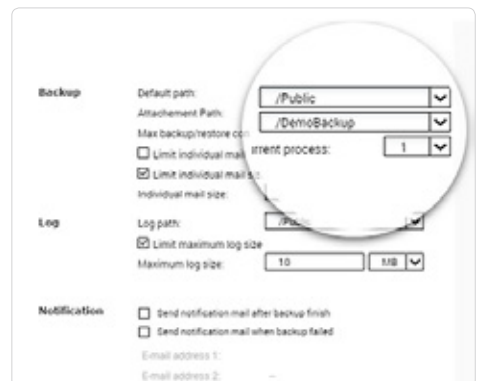 Backup Default path: /Public
Attachement Path: /DemoBackup
Max backup/restore con rrent process: 1
Limit individual mail
Limit individual mail
Individual mail size:
Log Log path: /Public
Limit maximum log size
Maximum log size: 10 MB
Notification Send notification mail after backup finish
Send notification mail when backup failed
E-mail address 1:
E-mail address 2: